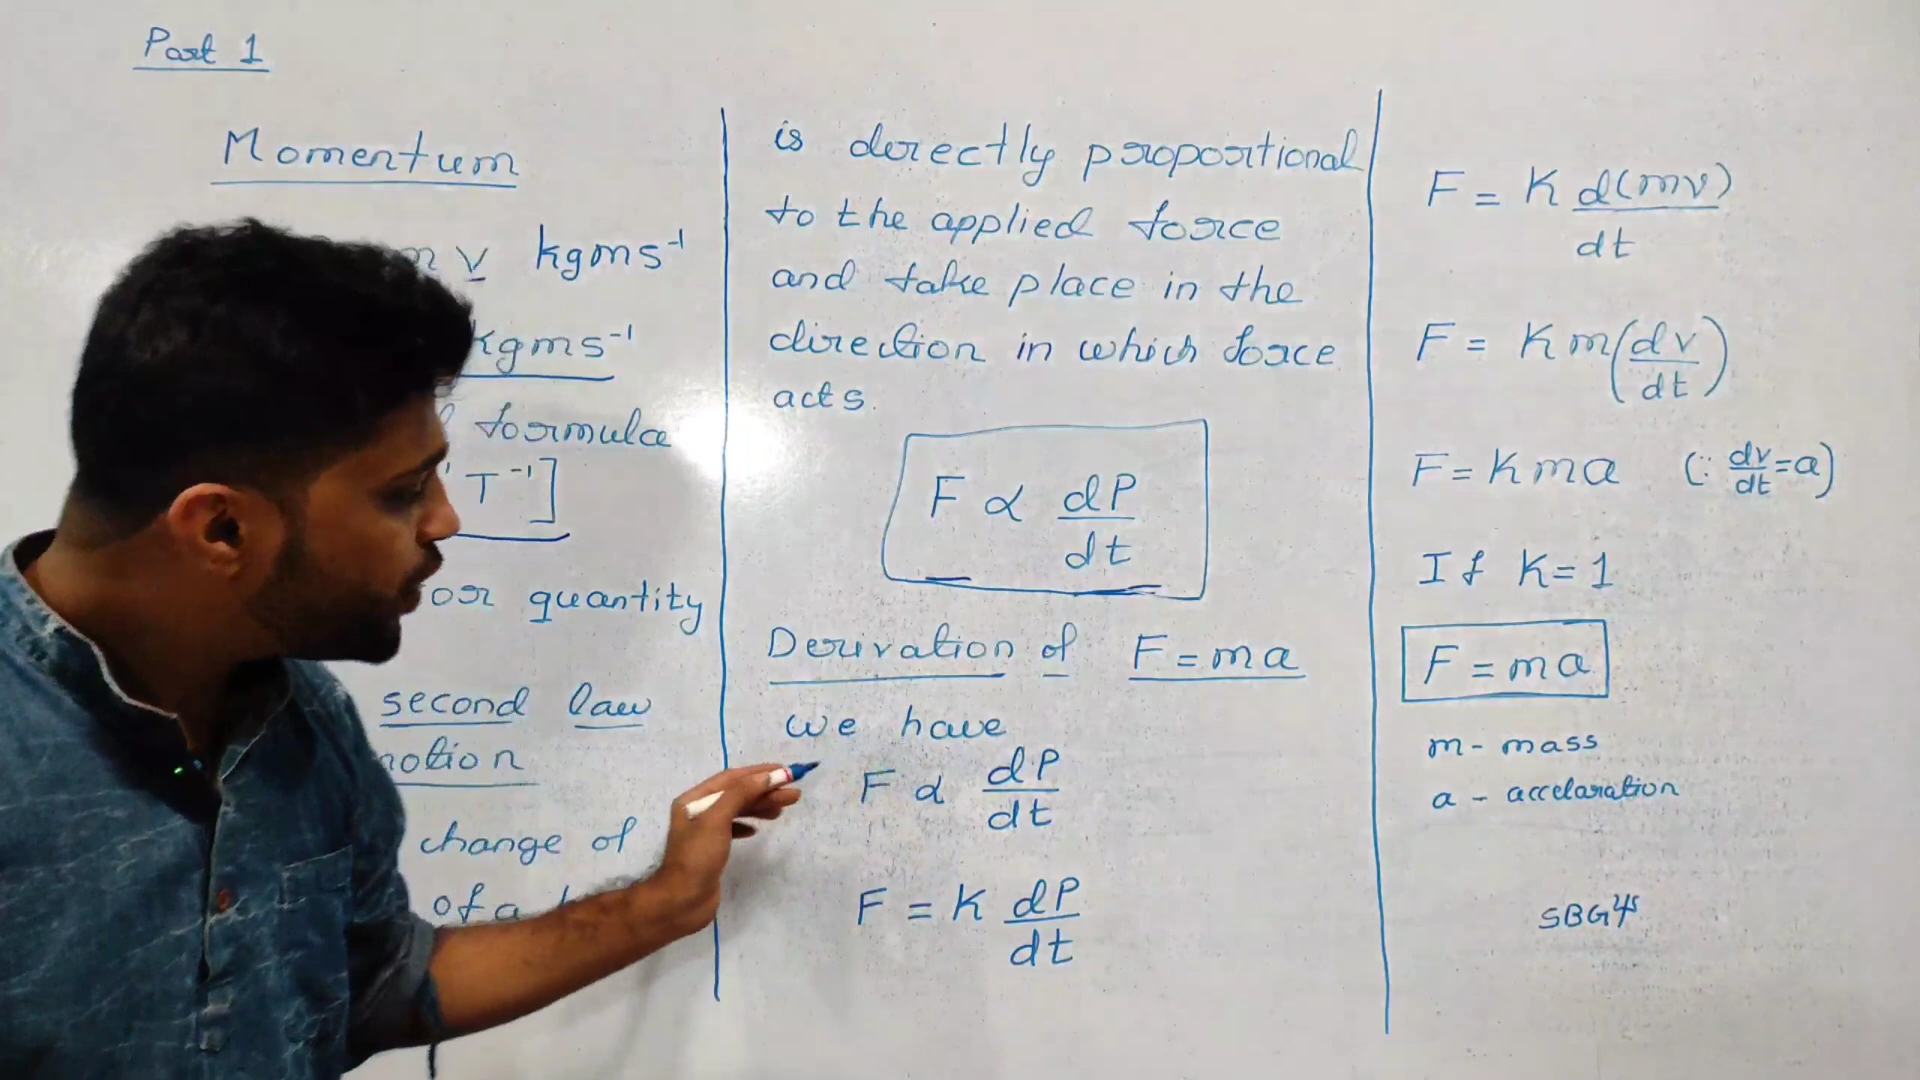 Part 1
Momentum
v kgms⁻¹
kgms⁻¹
formula
T⁻¹]
or quantity
second law
motion
change of
of a
is directly proportional
to the applied force
and take place in the
direction in which force
acts.
F ∝ dP/dt
Derivation of F = ma
we have
F ∝ dP/dt
F = K dP/dt
F = K d(mv)/dt
F = K m(dv/dt)
F = K m a (∵ dv/dt = a)
If K = 1
F = ma
m - mass
a - accelaration